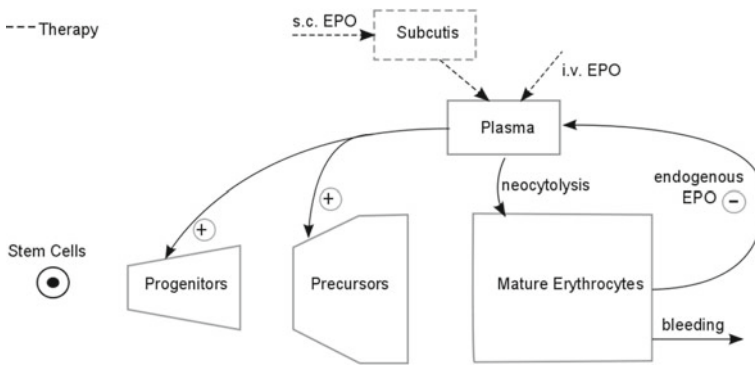 s.c. EPO
Therapy
Subcutis
i.v. EPO
Plasma
neocytolysis
endogenous
EPO −
+
+
Stem Cells
Progenitors
Precursors
Mature Erythrocytes
bleeding